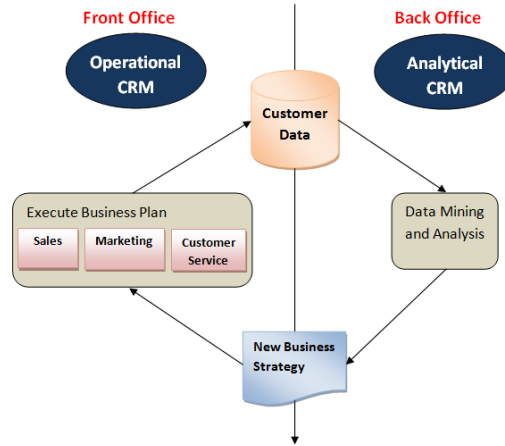 Front Office
Back Office
Operational
CRM
Analytical
CRM
Customer
Data
Execute Business Plan
Sales
Marketing
Customer
Service
Data Mining
and Analysis
New Business
Strategy